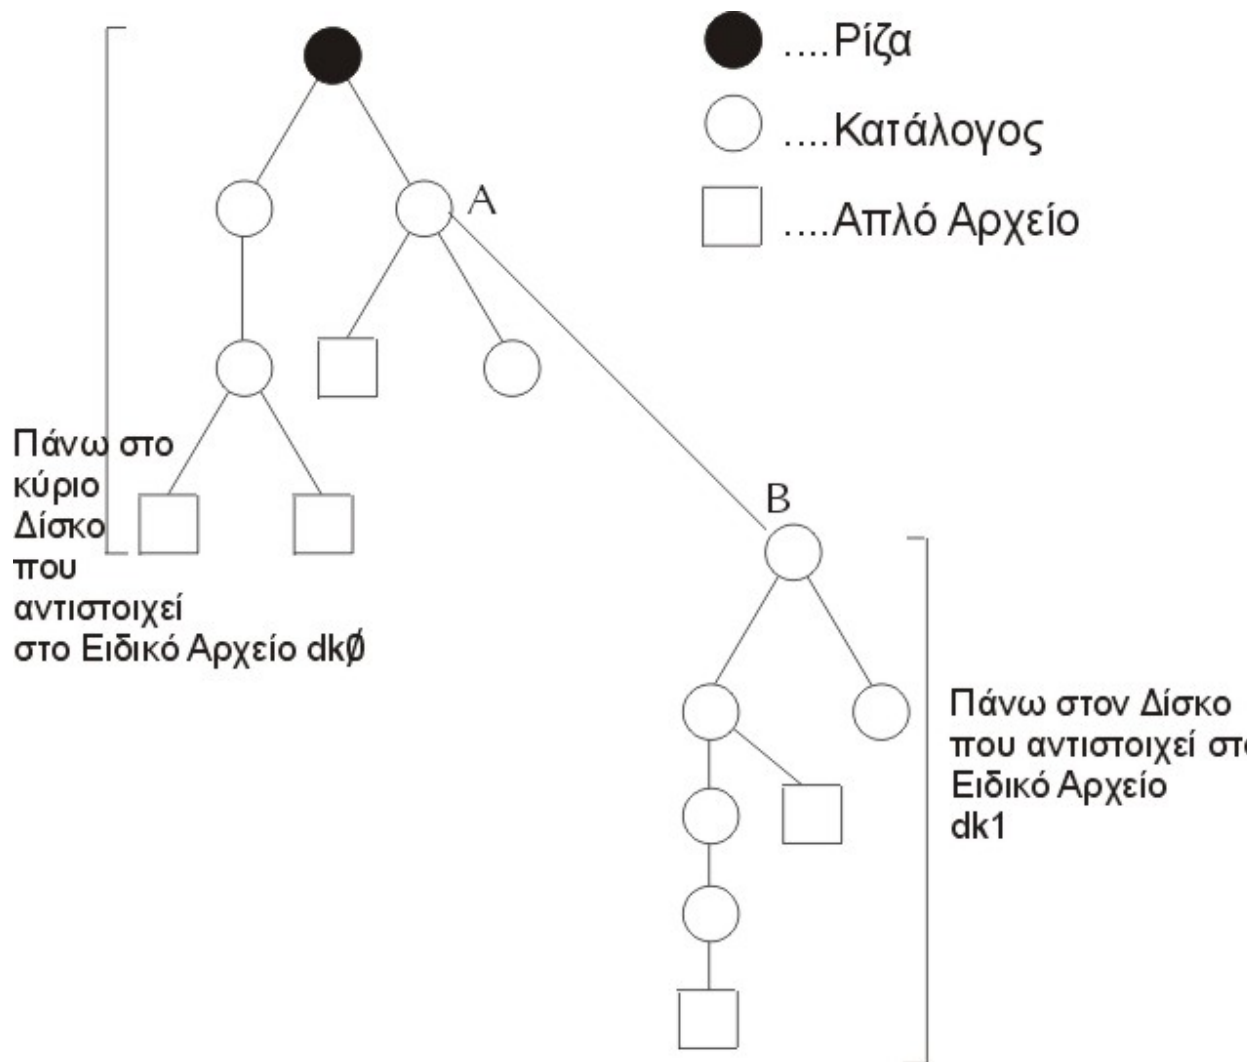 ....Ρίζα
....Κατάλογος
....Απλό Αρχείο
A
B
Πάνω στο
κύριο
Δίσκο
που
αντιστοιχεί
στο Ειδικό Αρχείο dk0
Πάνω στον Δίσκο
που αντιστοιχεί στο
Ειδικό Αρχείο
dk1